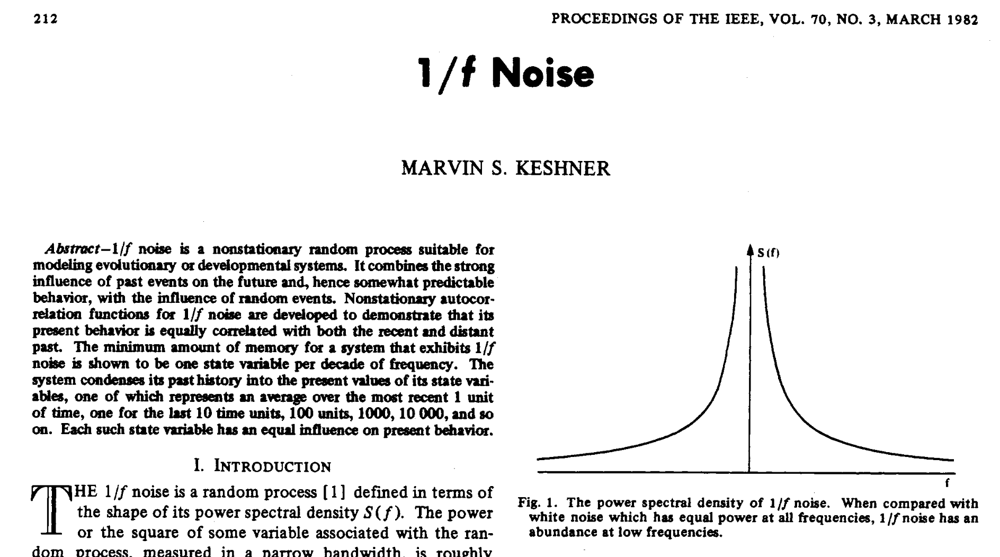 212
PROCEEDINGS OF THE IEEE, VOL. 70, NO. 3, MARCH 1982
1/f Noise
MARVIN S. KESHNER
Abstract—1/f noise is a nonstationary random process suitable for
modeling evolutionary or developmental systems. It combines the strong
influence of past events on the future and, hence somewhat predictable
behavior, with the influence of random events. Nonstationary autocor-
relation functions for 1/f noise are developed to demonstrate that its
present behavior is equally correlated with both the recent and distant
past. The minimum amount of memory for a system that exhibits 1/f
noise is shown to be one state variable per decade of frequency. The
system condenses its past history into the present values of its state vari-
ables, one of which represents an average over the most recent 1 unit
of time, one for the last 10 time units, 100 units, 1000, 10 000, and so
on. Each such state variable has an equal influence on present behavior.
I. INTRODUCTION
THE 1/f noise is a random process [1] defined in terms of
the shape of its power spectral density S(f). The power
or the square of some variable associated with the ran-
dom process, measured in a narrow bandwidth, is roughly
S(f)
f
Fig. 1. The power spectral density of 1/f noise. When compared with
white noise which has equal power at all frequencies, 1/f noise has an
abundance at low frequencies.